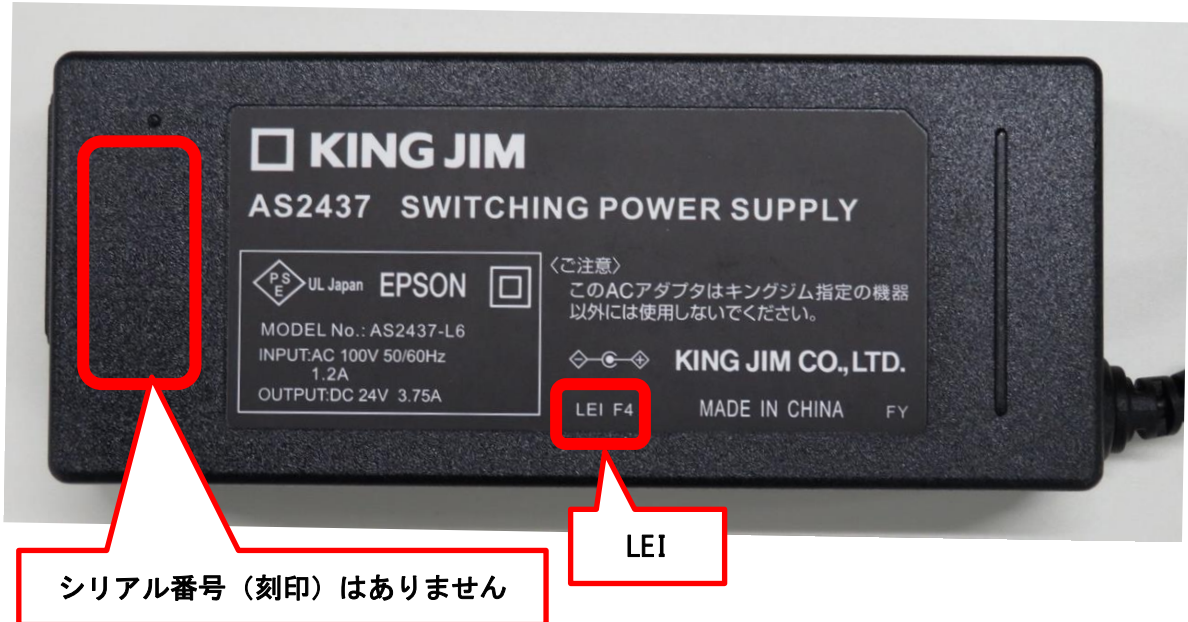 KING JIM
AS2437 SWITCHING POWER SUPPLY
PSE UL Japan EPSON
MODEL No.: AS2437-L6
INPUT:AC 100V 50/60Hz
1.2A
OUTPUT:DC 24V 3.75A
〈ご注意〉
このACアダプタはキングジム指定の機器
以外には使用しないでください。
KING JIM CO.,LTD.
LEI F4 MADE IN CHINA FY
LEI
シリアル番号（刻印）はありません